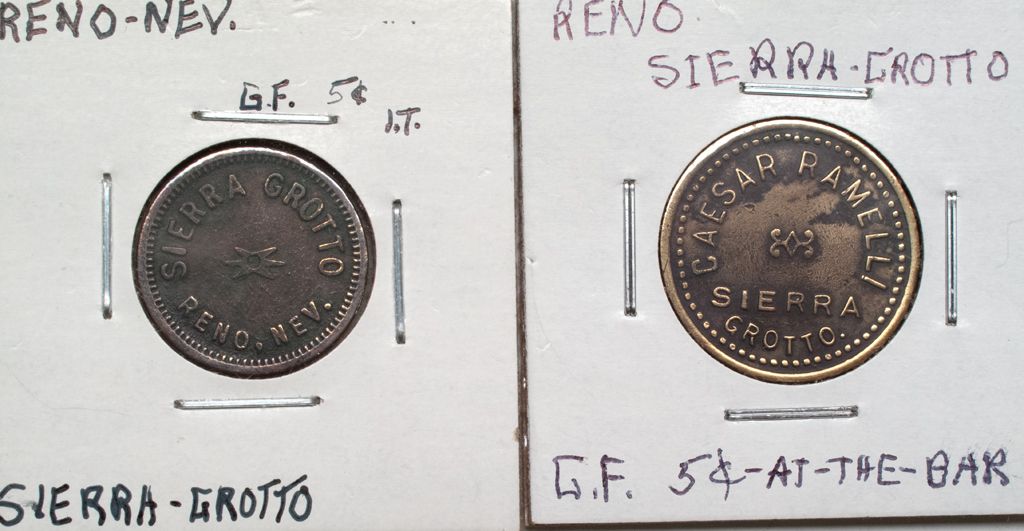 RENO-NEV.
G.F. 5¢
I.T.
SIERRA GROTTO
RENO, NEV.
SIERRA-GROTTO
RENO
SIERRA-GROTTO
CAESAR RAMELLI
SIERRA
GROTTO.
G.F. 5¢-AT-THE-BAR